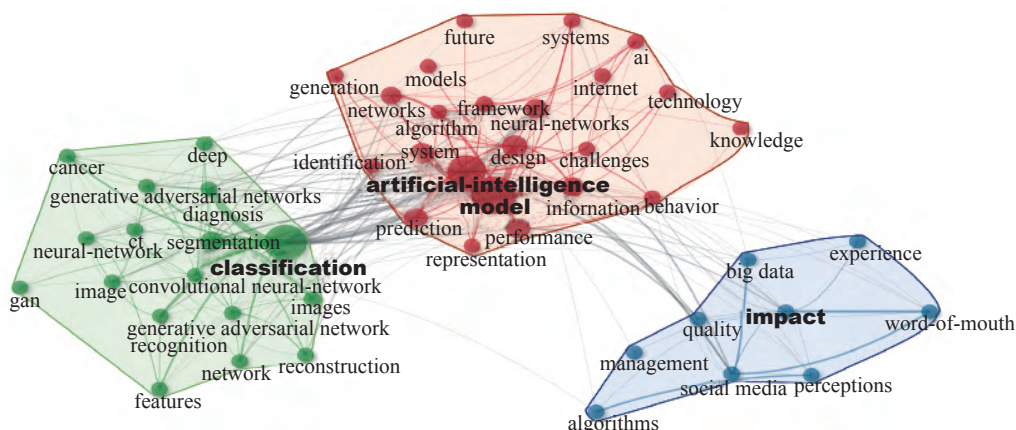 future
systems
ai
generation
models
internet
technology
networks
framework
algorithm
neural-networks
knowledge
identification
system
design
challenges
artificial-intelligence
model
information
behavior
prediction
performance
representation
cancer
deep
generative adversarial networks
diagnosis
ct
neural-network
segmentation
classification
gan
image
convolutional neural-network
images
generative adversarial network
recognition
network
reconstruction
features
big data
experience
quality
impact
word-of-mouth
management
social media
perceptions
algorithms